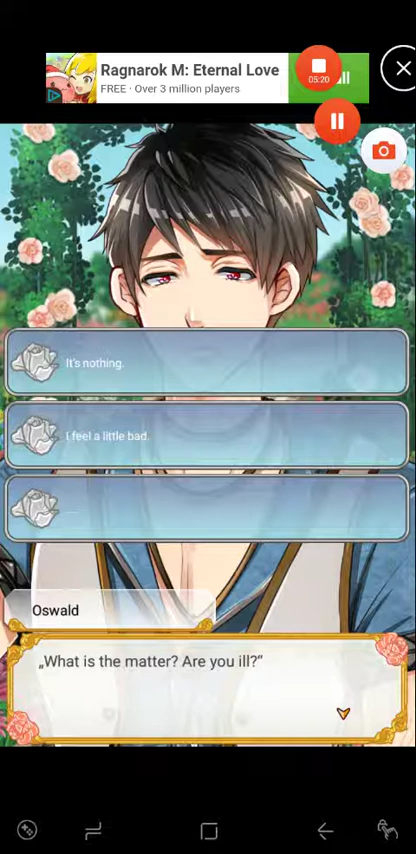 Ragnarok M: Eternal Love
FREE · Over 3 million players
05:20
It's nothing.
I feel a little bad.
Oswald
„What is the matter? Are you ill?“